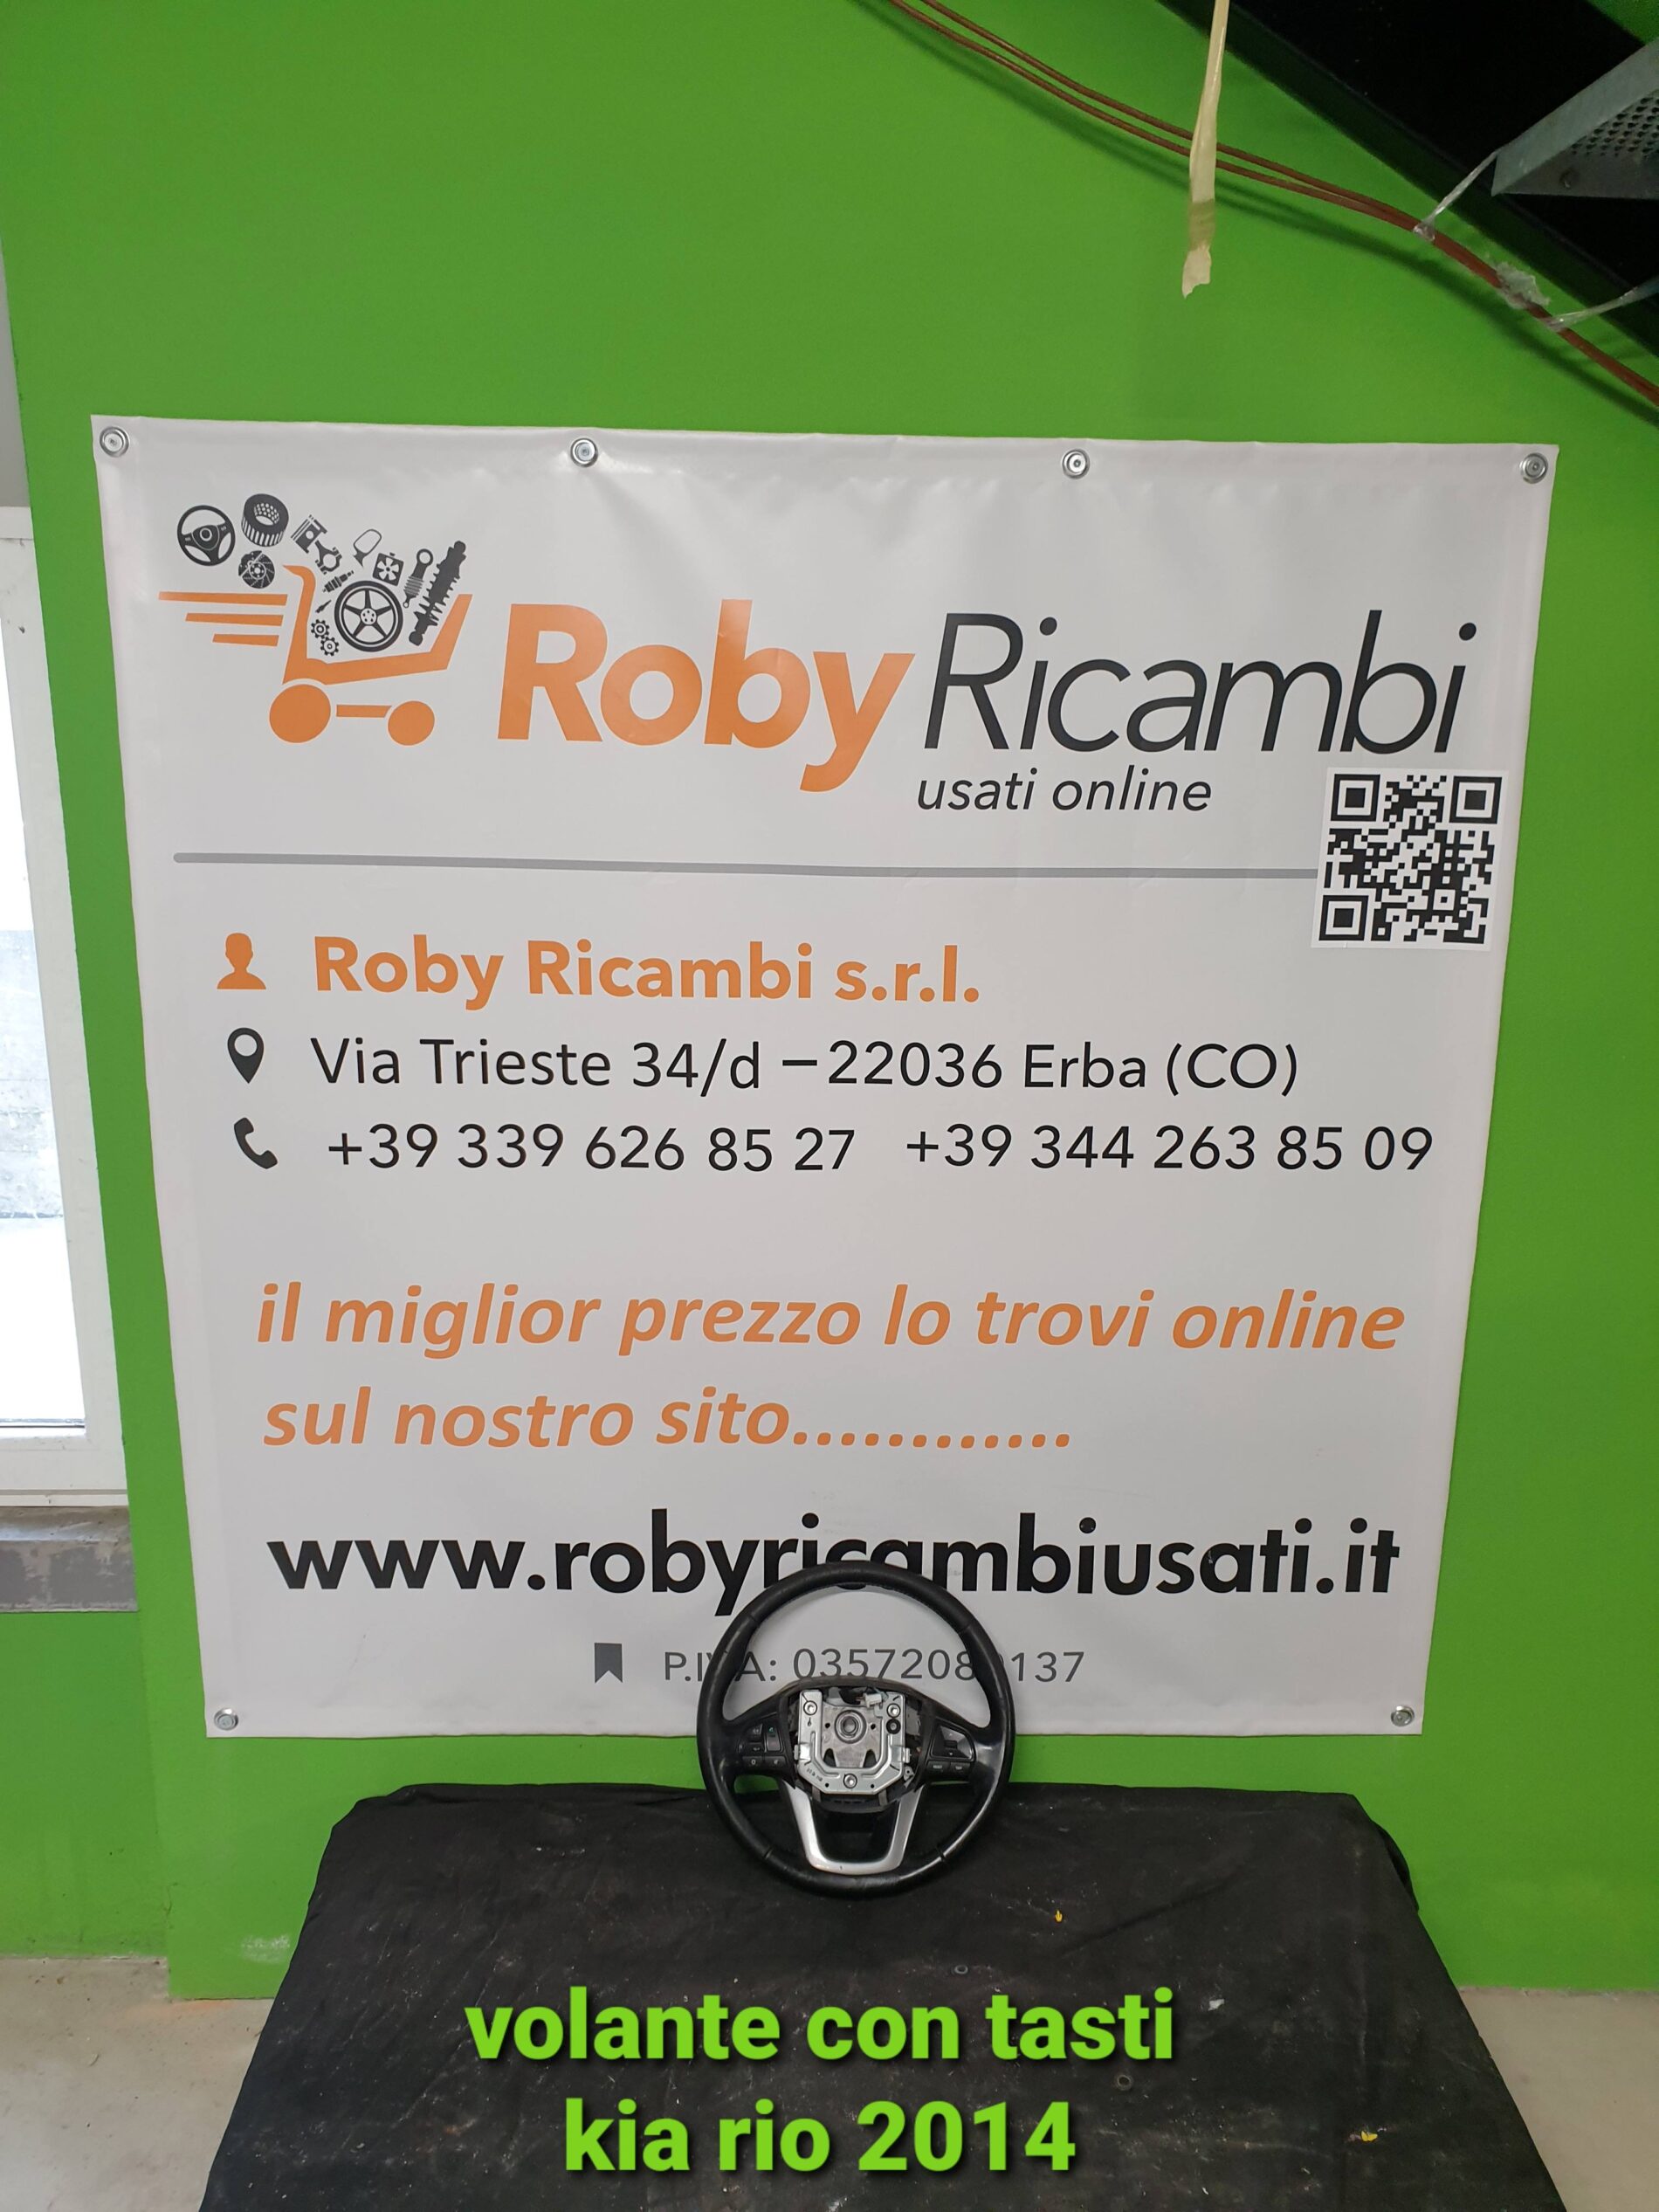 Roby Ricambi
usati online
Roby Ricambi s.r.l.
Via Trieste 34/d –22036 Erba (CO)
+39 339 626 85 27 +39 344 263 85 09
il miglior prezzo lo trovi online
sul nostro sito............
www.robyricambiusati.it
P.IVA:
volante con tasti
kia rio 2014